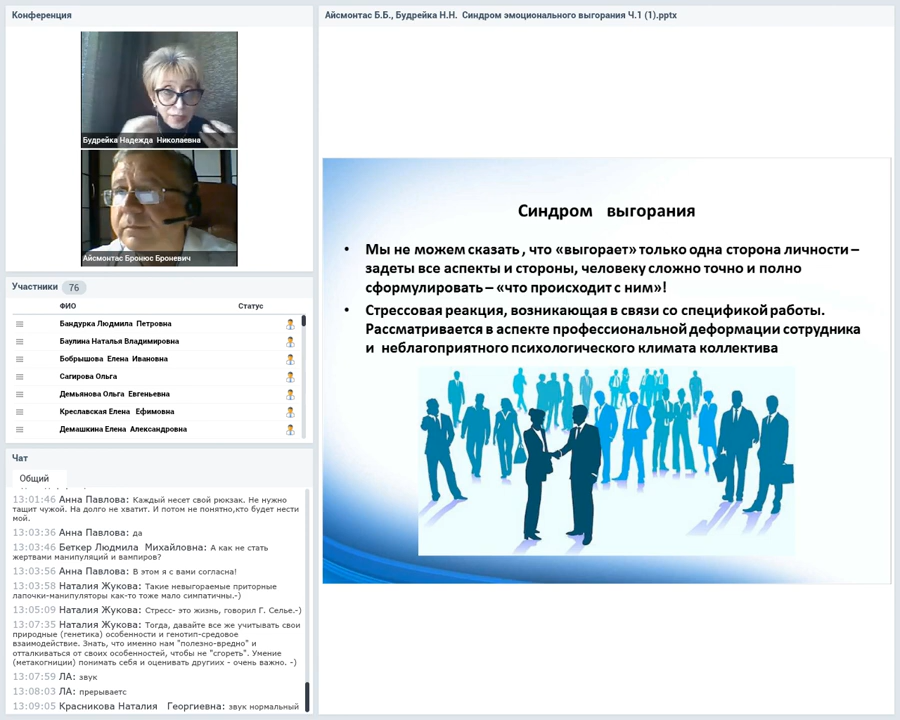 Конференция
Будрейка Надежда Николаевна
Айсмонтас Бронюс Броневич
Участники 76
ФИО Статус
Бандурка Людмила Петровна
Баулина Наталья Владимировна
Бобрышова Елена Ивановна
Сагирова Ольга
Демьянова Ольга Евгеньевна
Креславская Елена Ефимовна
Демашкина Елена Александровна
Чат
Общий
13:01:46 Анна Павлова: Каждый несет свой рюкзак. Не нужно
тащит чужой. На долго не хватит. И потом не понятно,кто будет нести
мой.
13:03:36 Анна Павлова: да
13:03:46 Беткер Людмила Михайловна: А как не стать
жертвами манипуляций и вампиров?
13:03:56 Анна Павлова: В этом я с вами согласна!
13:03:58 Наталия Жукова: Такие невыгораемые приторные
лапочки-манипуляторы как-то тоже мало симпатичны.-)
13:05:09 Наталия Жукова: Стресс- это жизнь, говорил Г. Селье.-)
13:07:35 Наталия Жукова: Тогда, давайте все же учитывать свои
природные (генетика) особенности и генотип-средовое
взаимодействие. Знать, что именно нам "полезно-вредно" и
отталкиваться от своих особенностей, чтобы не "сгореть". Умение
(метакогниции) понимать себя и оценивать других - очень важно. -)
13:07:59 ЛА: звук
13:08:03 ЛА: прерываетс
13:09:05 Красникова Наталия Георгиевна: звук нормальный
Айсмонтас Б.Б., Будрейка Н.Н. Синдром эмоционального выгорания Ч.1 (1).pptx
Синдром выгорания
• Мы не можем сказать , что «выгорает» только одна сторона личности –
задеты все аспекты и стороны, человеку сложно точно и полно
сформулировать – «что происходит с ним»!
• Стрессовая реакция, возникающая в связи со спецификой работы.
Рассматривается в аспекте профессиональной деформации сотрудника
и неблагоприятного психологического климата коллектива